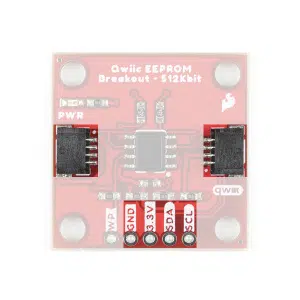 Qwiic EEPROM
Breakout - 512Kbit
PWR
qwiic
WP
GND
3.3V
SDA
SCL